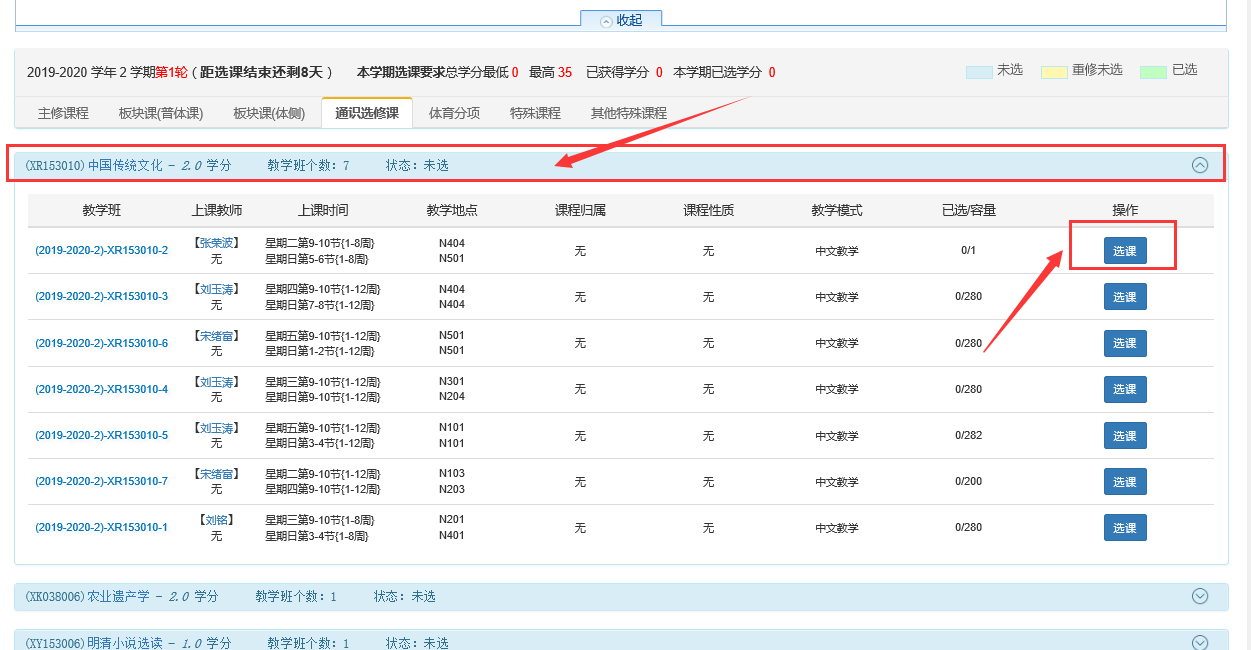 收起
2019-2020 学年 2 学期第1轮 ( 距选课结束还剩8天 ) 本学期选课要求总学分最低 0 最高 35 已获得学分 0 本学期已选学分 0 未选 重修未选 已选
主修课程 板块课(普体课) 板块课(体侧) 通识选修课 体育分项 特殊课程 其他特殊课程
(XR153010) 中国传统文化 - 2.0 学分 教学班个数: 7 状态: 未选
教学班 上课教师 上课时间 教学地点 课程归属 课程性质 教学模式 已选/容量 操作
(2019-2020-2)-XR153010-2 【张荣波】 无 星期二第9-10节{1-8周} 星期日第5-6节{1-8周} N404 N501 无 无 中文教学 0/1 选课
(2019-2020-2)-XR153010-3 【刘玉涛】 无 星期四第9-10节{1-12周} 星期日第7-8节{1-12周} N404 N404 无 无 中文教学 0/280 选课
(2019-2020-2)-XR153010-6 【宋绪富】 无 星期五第9-10节{1-12周} 星期日第1-2节{1-12周} N501 N501 无 无 中文教学 0/280 选课
(2019-2020-2)-XR153010-4 【刘玉涛】 无 星期三第9-10节{1-12周} 星期日第9-10节{1-12周} N301 N204 无 无 中文教学 0/280 选课
(2019-2020-2)-XR153010-5 【刘玉涛】 无 星期五第9-10节{1-12周} 星期日第3-4节{1-12周} N101 N101 无 无 中文教学 0/282 选课
(2019-2020-2)-XR153010-7 【宋绪富】 无 星期二第9-10节{1-12周} 星期四第9-10节{1-12周} N103 N203 无 无 中文教学 0/200 选课
(2019-2020-2)-XR153010-1 【刘铭】 无 星期三第9-10节{1-8周} 星期日第3-4节{1-8周} N201 N401 无 无 中文教学 0/280 选课
(XK038006) 农业遗产学 - 2.0 学分 教学班个数: 1 状态: 未选
(XY153006) 明清小说选读 - 1.0 学分 教学班个数: 1 状态: 未选